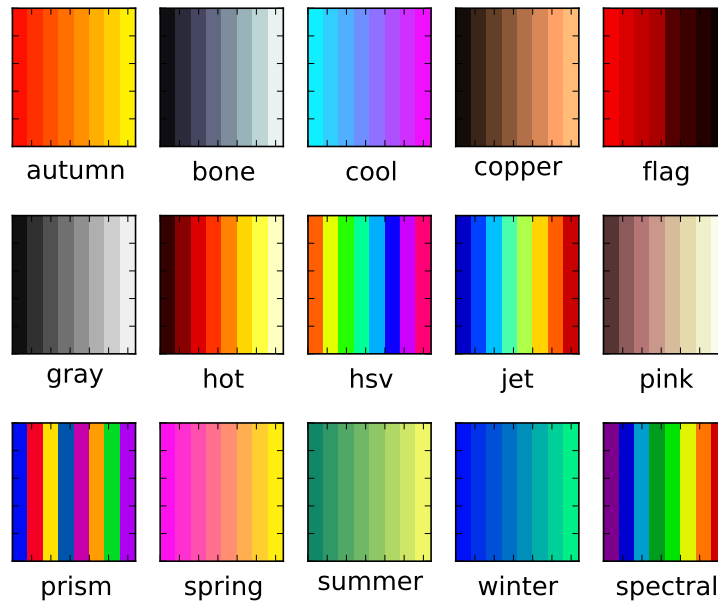 autumn bone cool copper flag
gray hot hsv jet pink
prism spring summer winter spectral